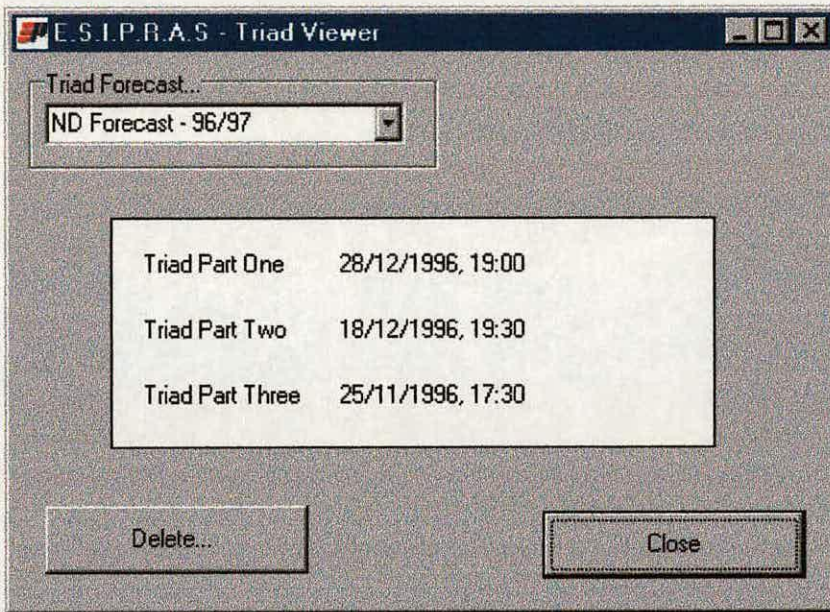 E.S.I.P.R.A.S - Triad Viewer
Triad Forecast...
ND Forecast - 96/97
Triad Part One 28/12/1996, 19:00
Triad Part Two 18/12/1996, 19:30
Triad Part Three 25/11/1996, 17:30
Delete...
Close